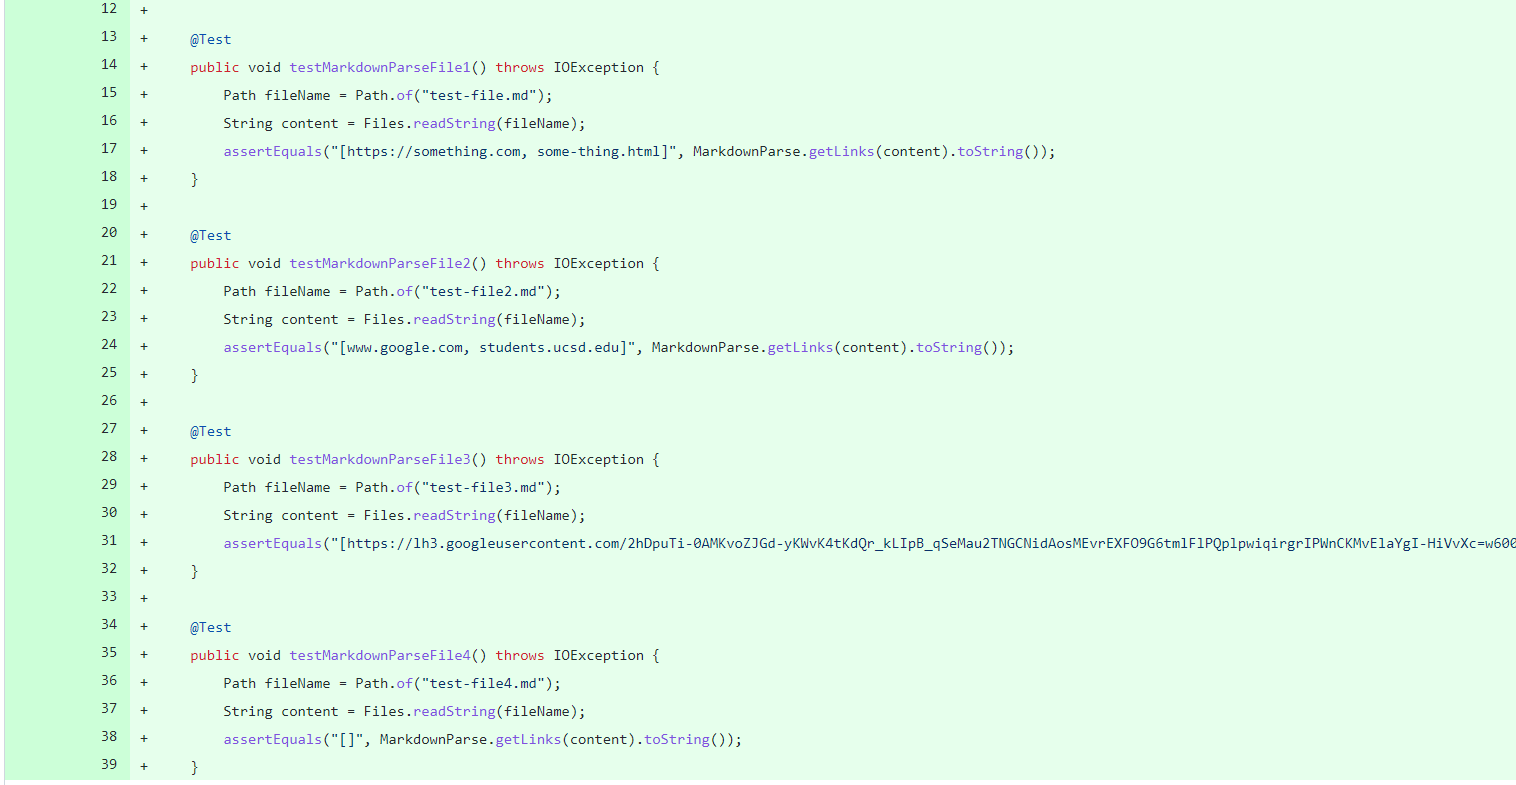 12 +
13 +     @Test
14 +     public void testMarkdownParseFile1() throws IOException {
15 +         Path fileName = Path.of("test-file.md");
16 +         String content = Files.readString(fileName);
17 +         assertEquals("[https://something.com, some-thing.html]", MarkdownParse.getLinks(content).toString());
18 +     }
19 +
20 +     @Test
21 +     public void testMarkdownParseFile2() throws IOException {
22 +         Path fileName = Path.of("test-file2.md");
23 +         String content = Files.readString(fileName);
24 +         assertEquals("[www.google.com, students.ucsd.edu]", MarkdownParse.getLinks(content).toString());
25 +     }
26 +
27 +     @Test
28 +     public void testMarkdownParseFile3() throws IOException {
29 +         Path fileName = Path.of("test-file3.md");
30 +         String content = Files.readString(fileName);
31 +         assertEquals("[https://lh3.googleusercontent.com/2hDpuTi-0AMKvoZJGd-yKWvK4tKdQr_kLIpB_qSeMau2TNGCNidAosMEvrEXFO9G6tmlFlPQplpwiqirgrIPWnCKMvElaYgI-HiVvXc=w600
32 +     }
33 +
34 +     @Test
35 +     public void testMarkdownParseFile4() throws IOException {
36 +         Path fileName = Path.of("test-file4.md");
37 +         String content = Files.readString(fileName);
38 +         assertEquals("[]", MarkdownParse.getLinks(content).toString());
39 +     }